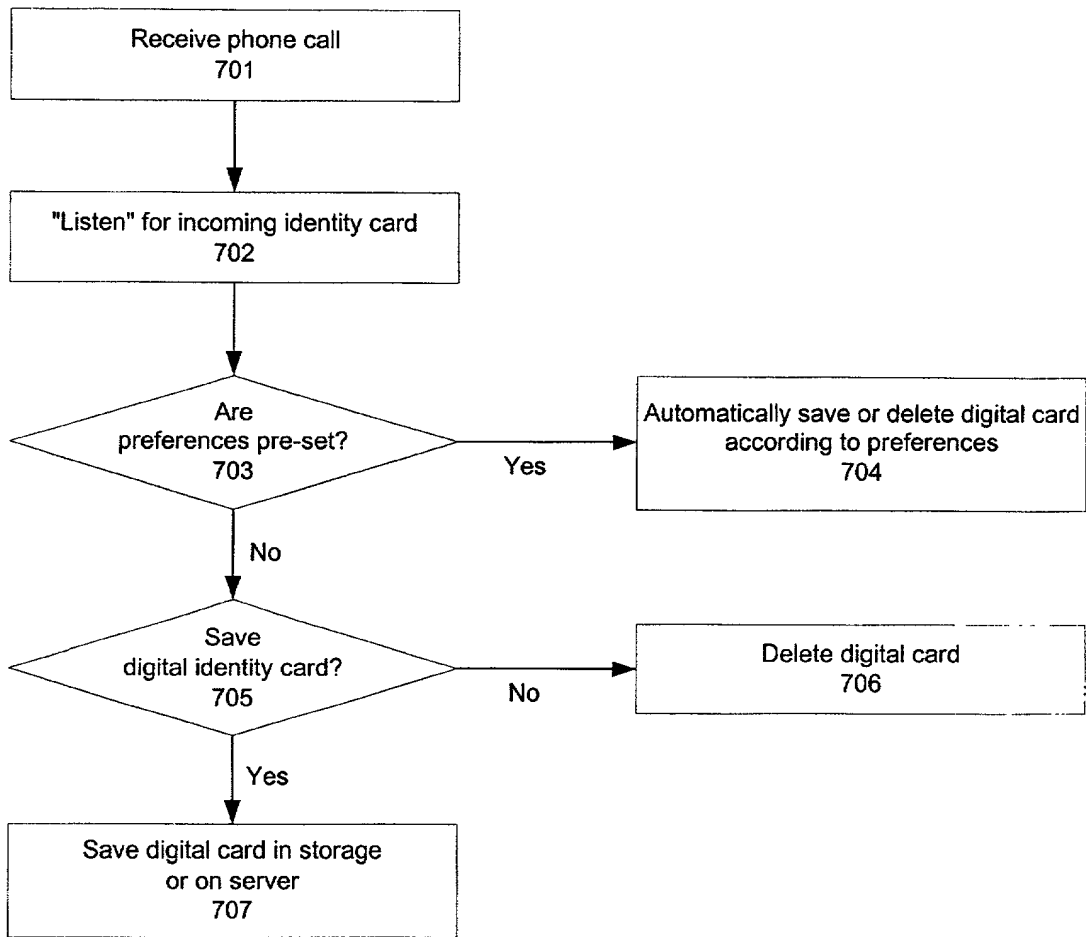 Receive phone call
701
"Listen" for incoming identity card
702
Are
preferences pre-set?
703
Yes
Automatically save or delete digital card
according to preferences
704
No
Save
digital identity card?
705
No
Delete digital card
706
Yes
Save digital card in storage
or on server
707